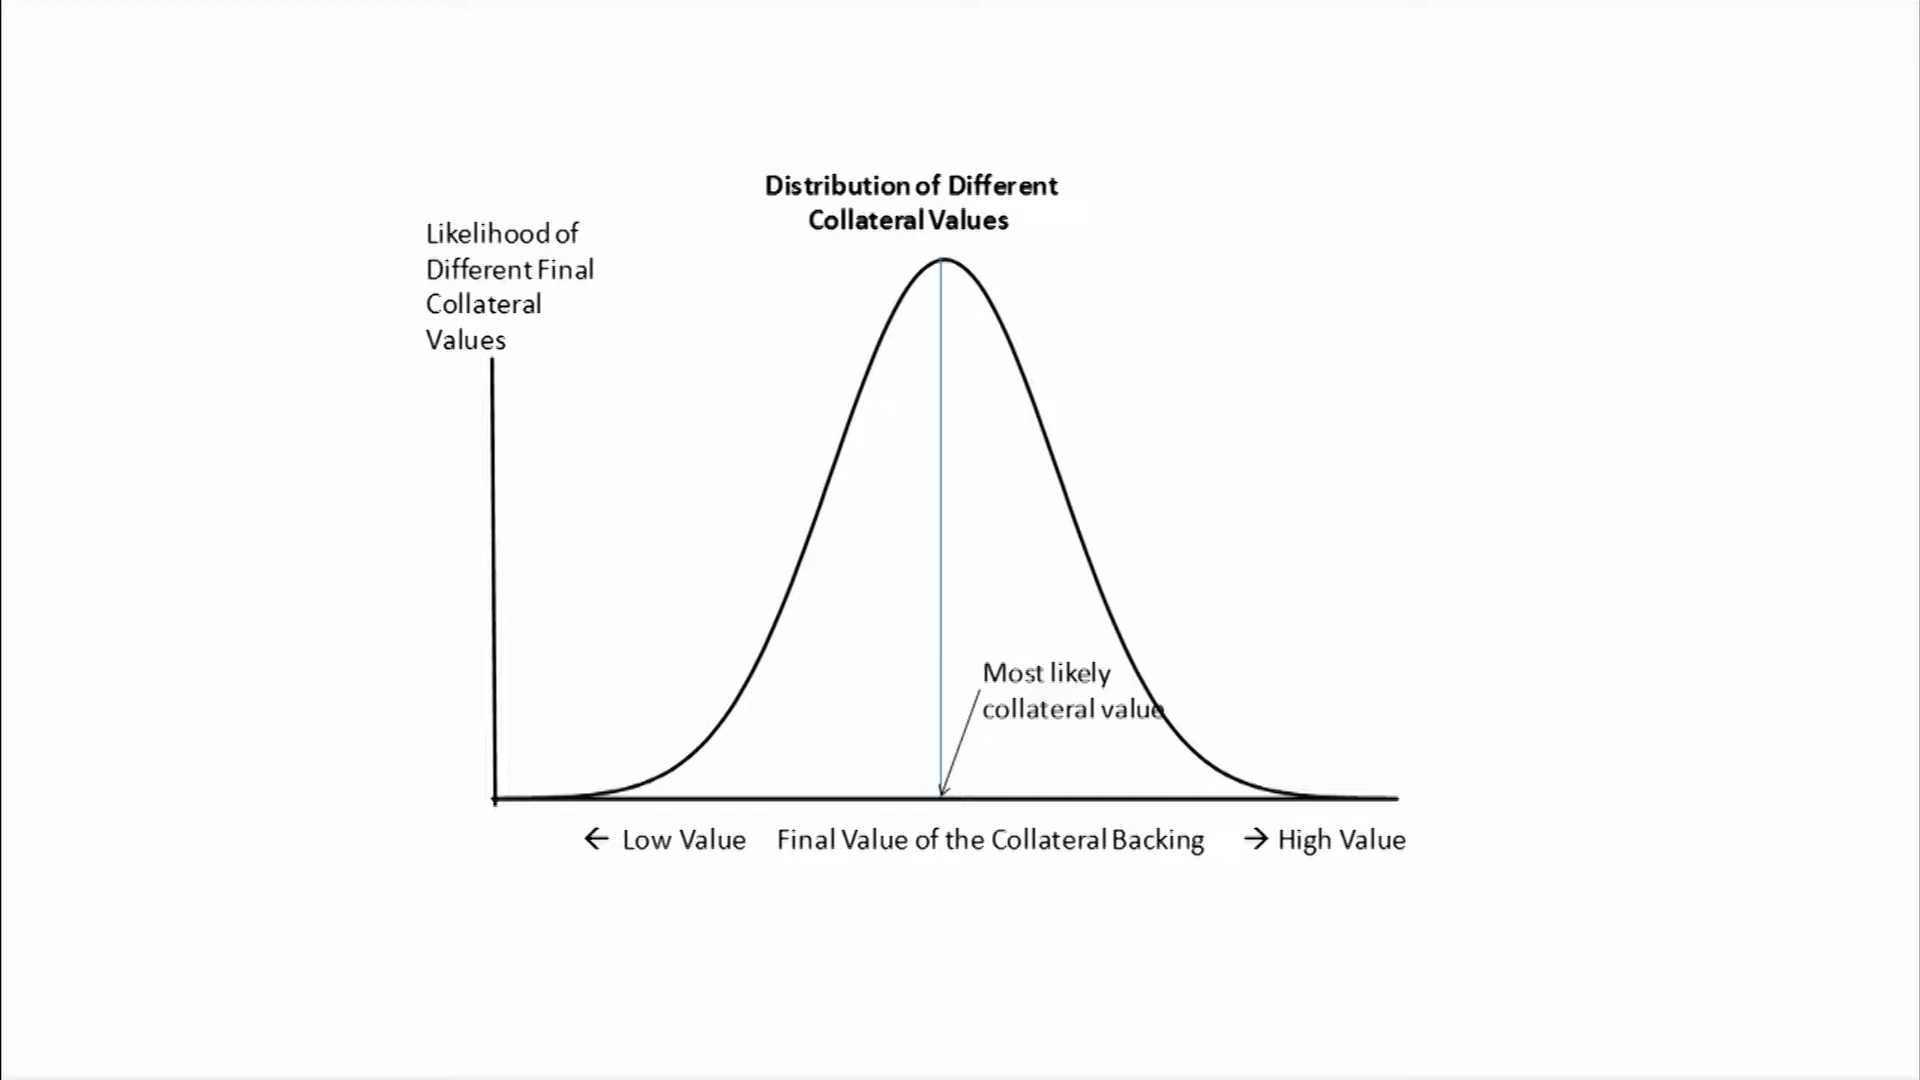 Distribution of Different
Collateral Values
Likelihood of
Different Final
Collateral
Values
Most likely
collateral value
← Low Value Final Value of the Collateral Backing → High Value